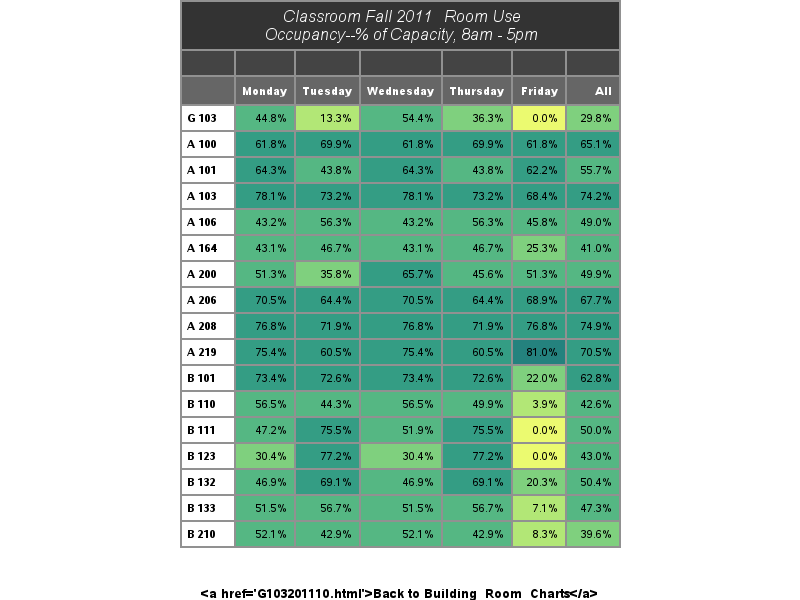 Classroom Fall 2011 Room Use
Occupancy--% of Capacity, 8am - 5pm
Monday Tuesday Wednesday Thursday Friday All
G 103 44.8% 13.3% 54.4% 36.3% 0.0% 29.8%
A 100 61.8% 69.9% 61.8% 69.9% 61.8% 65.1%
A 101 64.3% 43.8% 64.3% 43.8% 62.2% 55.7%
A 103 78.1% 73.2% 78.1% 73.2% 68.4% 74.2%
A 106 43.2% 56.3% 43.2% 56.3% 45.8% 49.0%
A 164 43.1% 46.7% 43.1% 46.7% 25.3% 41.0%
A 200 51.3% 35.8% 65.7% 45.6% 51.3% 49.9%
A 206 70.5% 64.4% 70.5% 64.4% 68.9% 67.7%
A 208 76.8% 71.9% 76.8% 71.9% 76.8% 74.9%
A 219 75.4% 60.5% 75.4% 60.5% 81.0% 70.5%
B 101 73.4% 72.6% 73.4% 72.6% 22.0% 62.8%
B 110 56.5% 44.3% 56.5% 49.9% 3.9% 42.6%
B 111 47.2% 75.5% 51.9% 75.5% 0.0% 50.0%
B 123 30.4% 77.2% 30.4% 77.2% 0.0% 43.0%
B 132 46.9% 69.1% 46.9% 69.1% 20.3% 50.4%
B 133 51.5% 56.7% 51.5% 56.7% 7.1% 47.3%
B 210 52.1% 42.9% 52.1% 42.9% 8.3% 39.6%
<a href='G103201110.html'>Back to Building Room Charts</a>